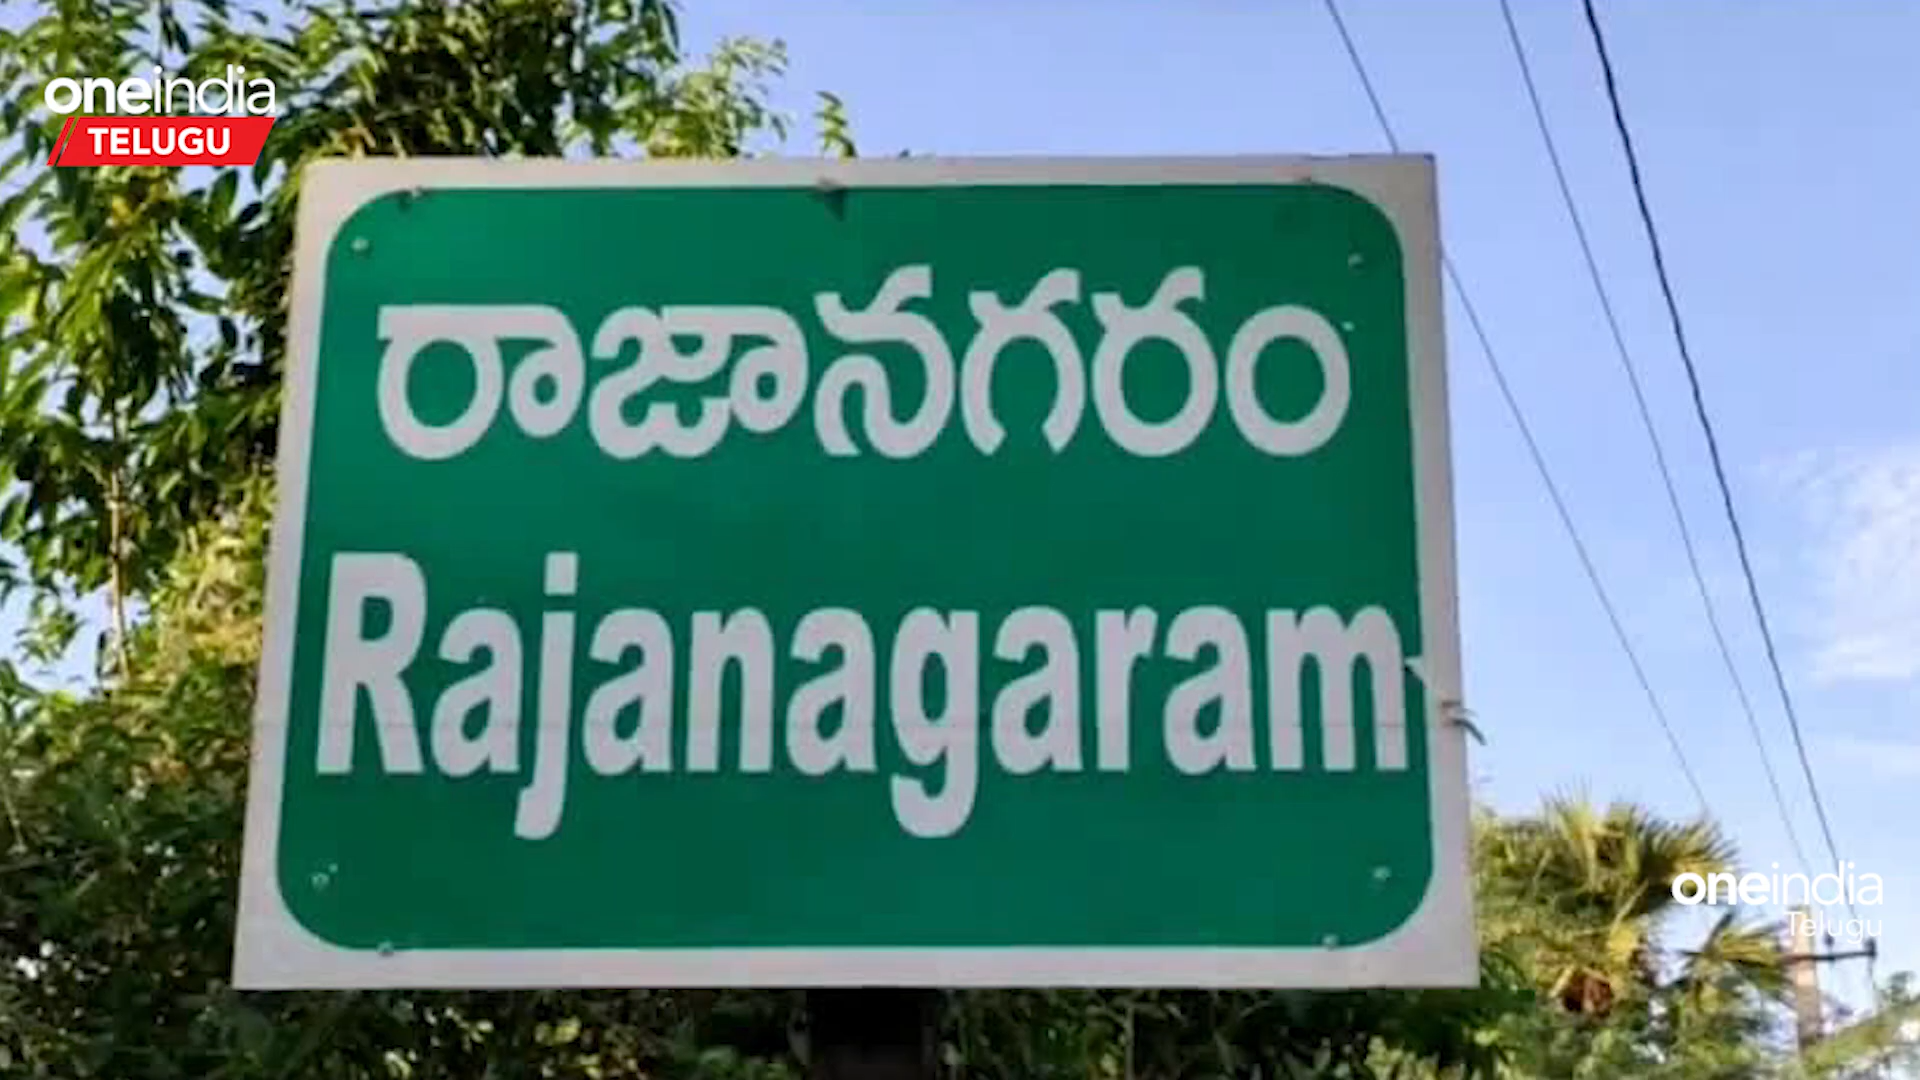 oneindia
TELUGU
రాజానగరం
Rajanagaram
oneindia
Telugu